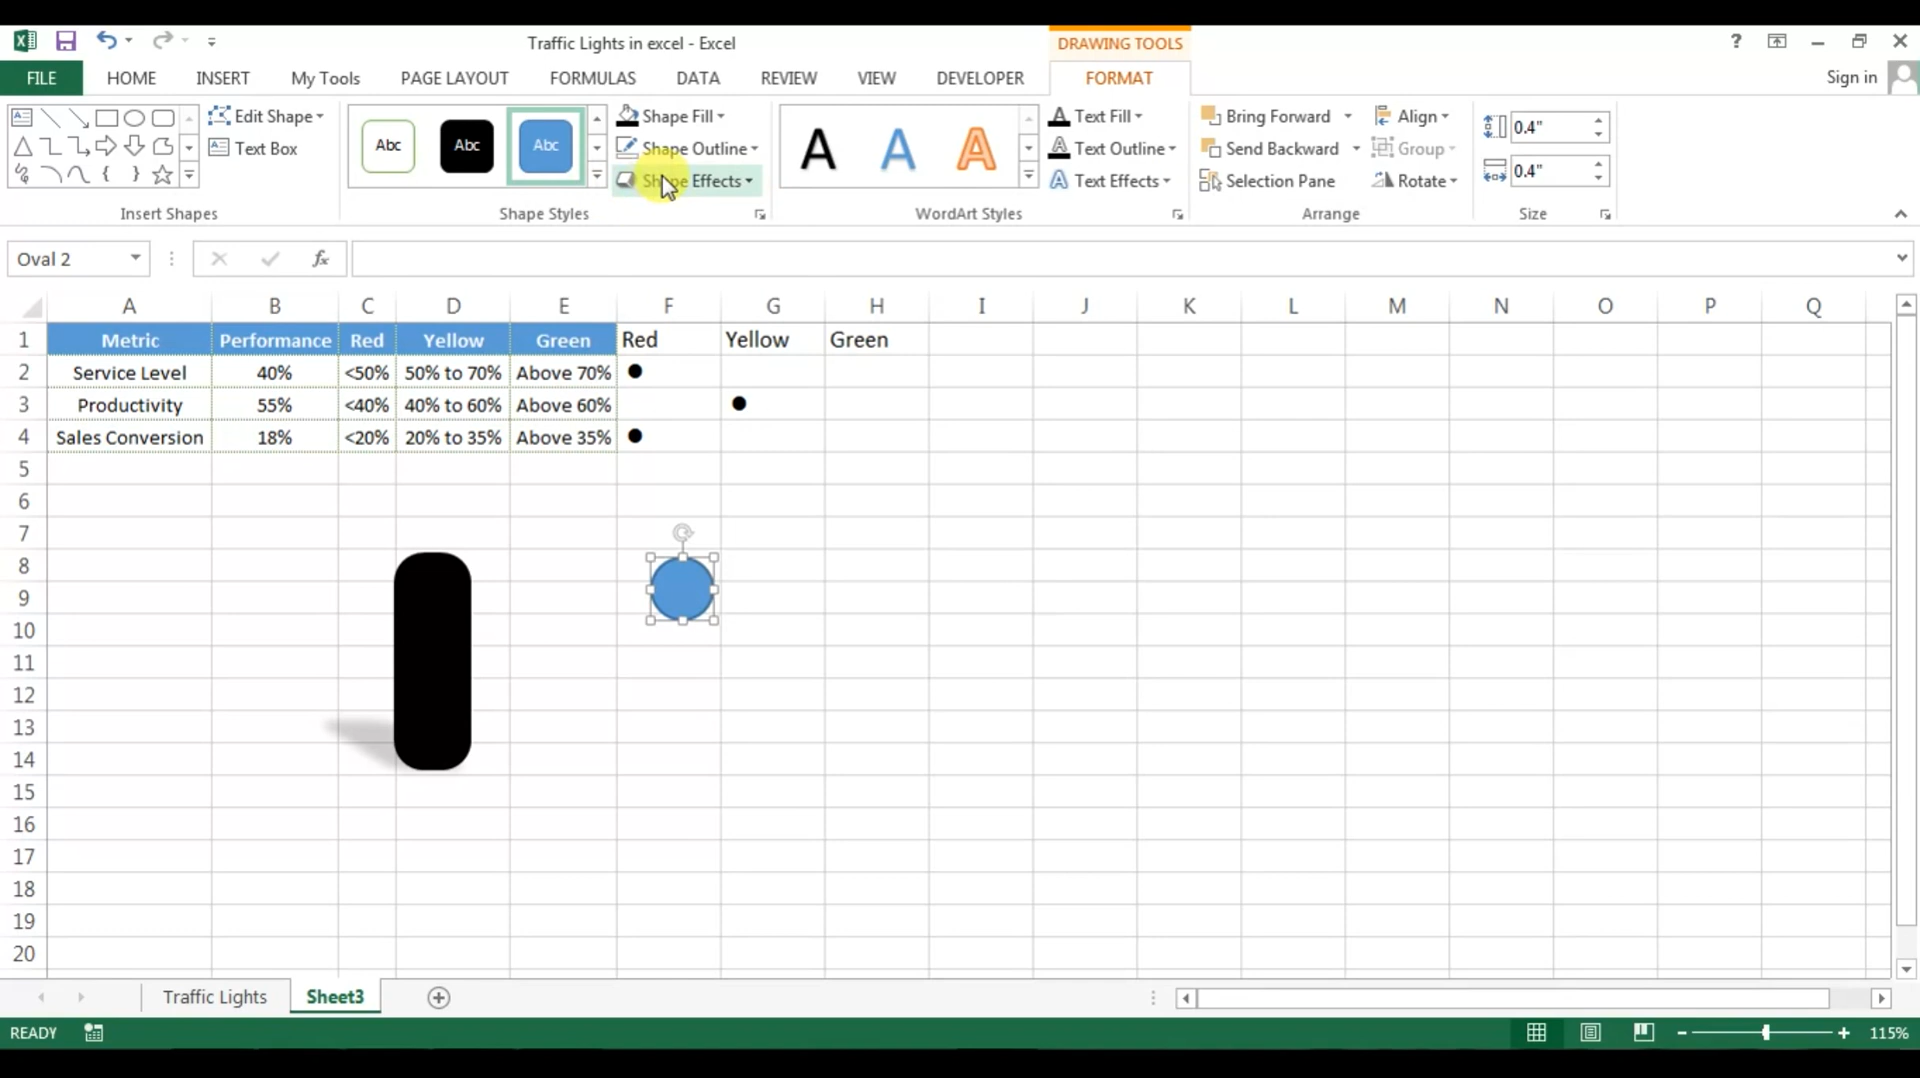 Traffic Lights in excel - Excel
DRAWING TOOLS
?
FILE HOME INSERT My Tools PAGE LAYOUT FORMULAS DATA REVIEW VIEW DEVELOPER FORMAT Sign in
Edit Shape
Text Box
Insert Shapes
Abc Abc Abc
Shape Fill
Shape Outline
Shape Effects
Shape Styles
A A A
Text Fill
Text Outline
Text Effects
WordArt Styles
Bring Forward
Send Backward
Selection Pane
Align
Group
Rotate
Arrange
0.4"
0.4"
Size
Oval 2 fx
A B C D E F G H I J K L M N O P Q
1 Metric Performance Red Yellow Green Red Yellow Green
2 Service Level 40% <50% 50% to 70% Above 70% ●
3 Productivity 55% <40% 40% to 60% Above 60% ●
4 Sales Conversion 18% <20% 20% to 35% Above 35% ●
5
6
7
8
9
10
11
12
13
14
15
16
17
18
19
20
Traffic Lights Sheet3
READY 115%